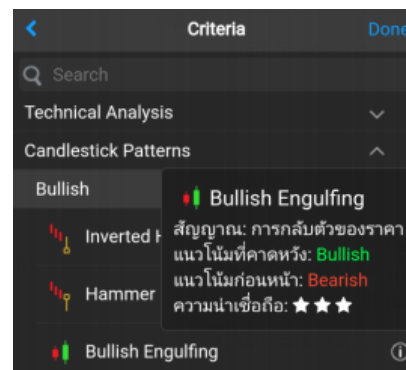 Criteria
Done
Search
Technical Analysis
Candlestick Patterns
Bullish
Bullish Engulfing
สัญญาณ: การกลับตัวของราคา
แนวโน้มที่คาดหวัง: Bullish
แนวโน้มก่อนหน้า: Bearish
ความน่าเชื่อถือ: ★★★
Inverted
Hammer
Bullish Engulfing